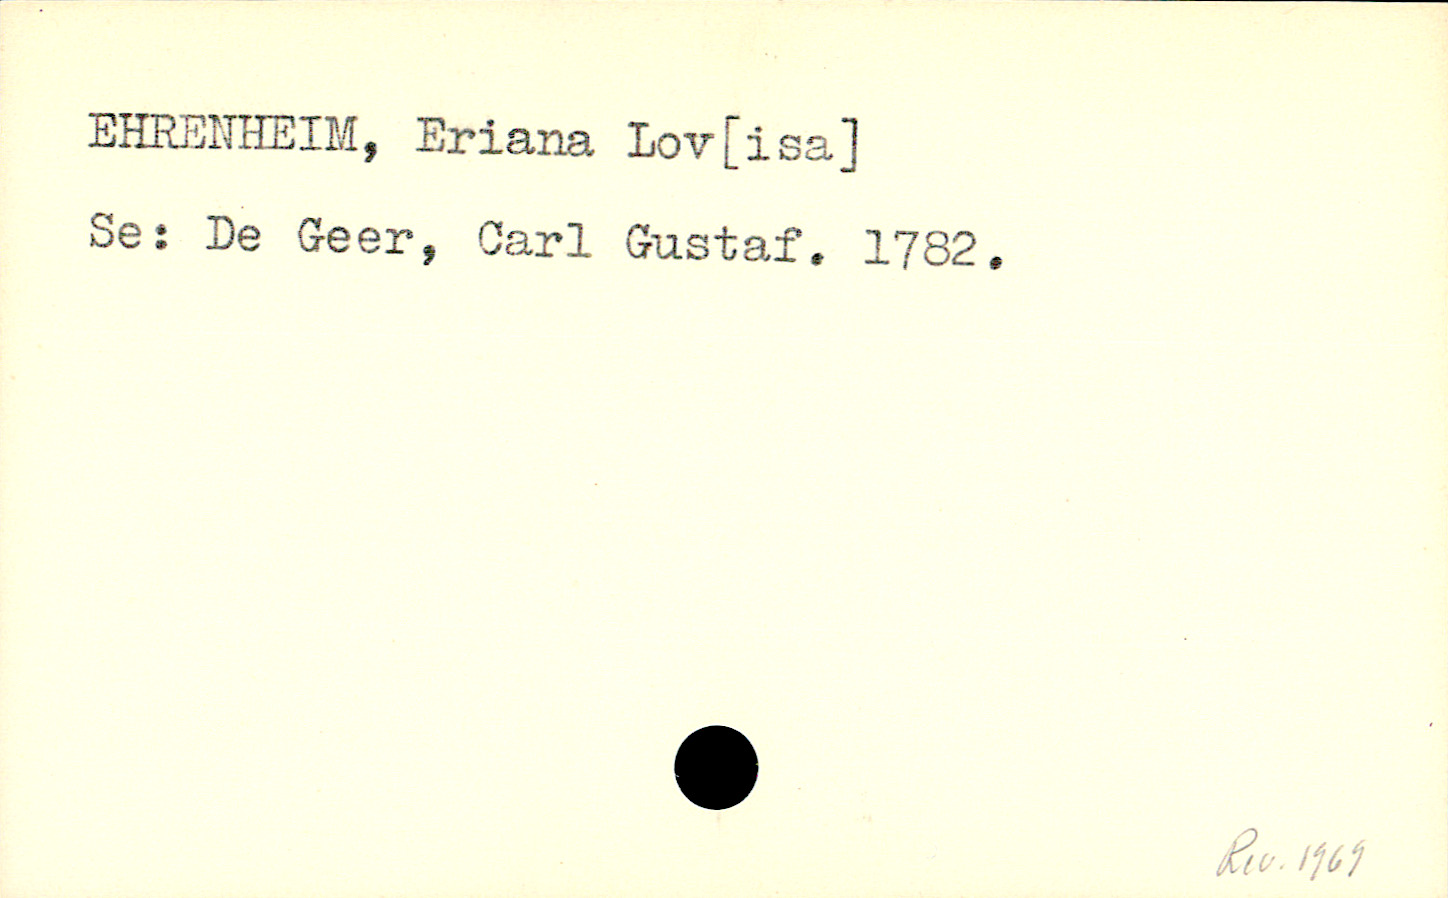 EHRENHEIM, Eriana Lov[isa]
Se: De Geer, Carl Gustaf. 1782.
Rev. 1969